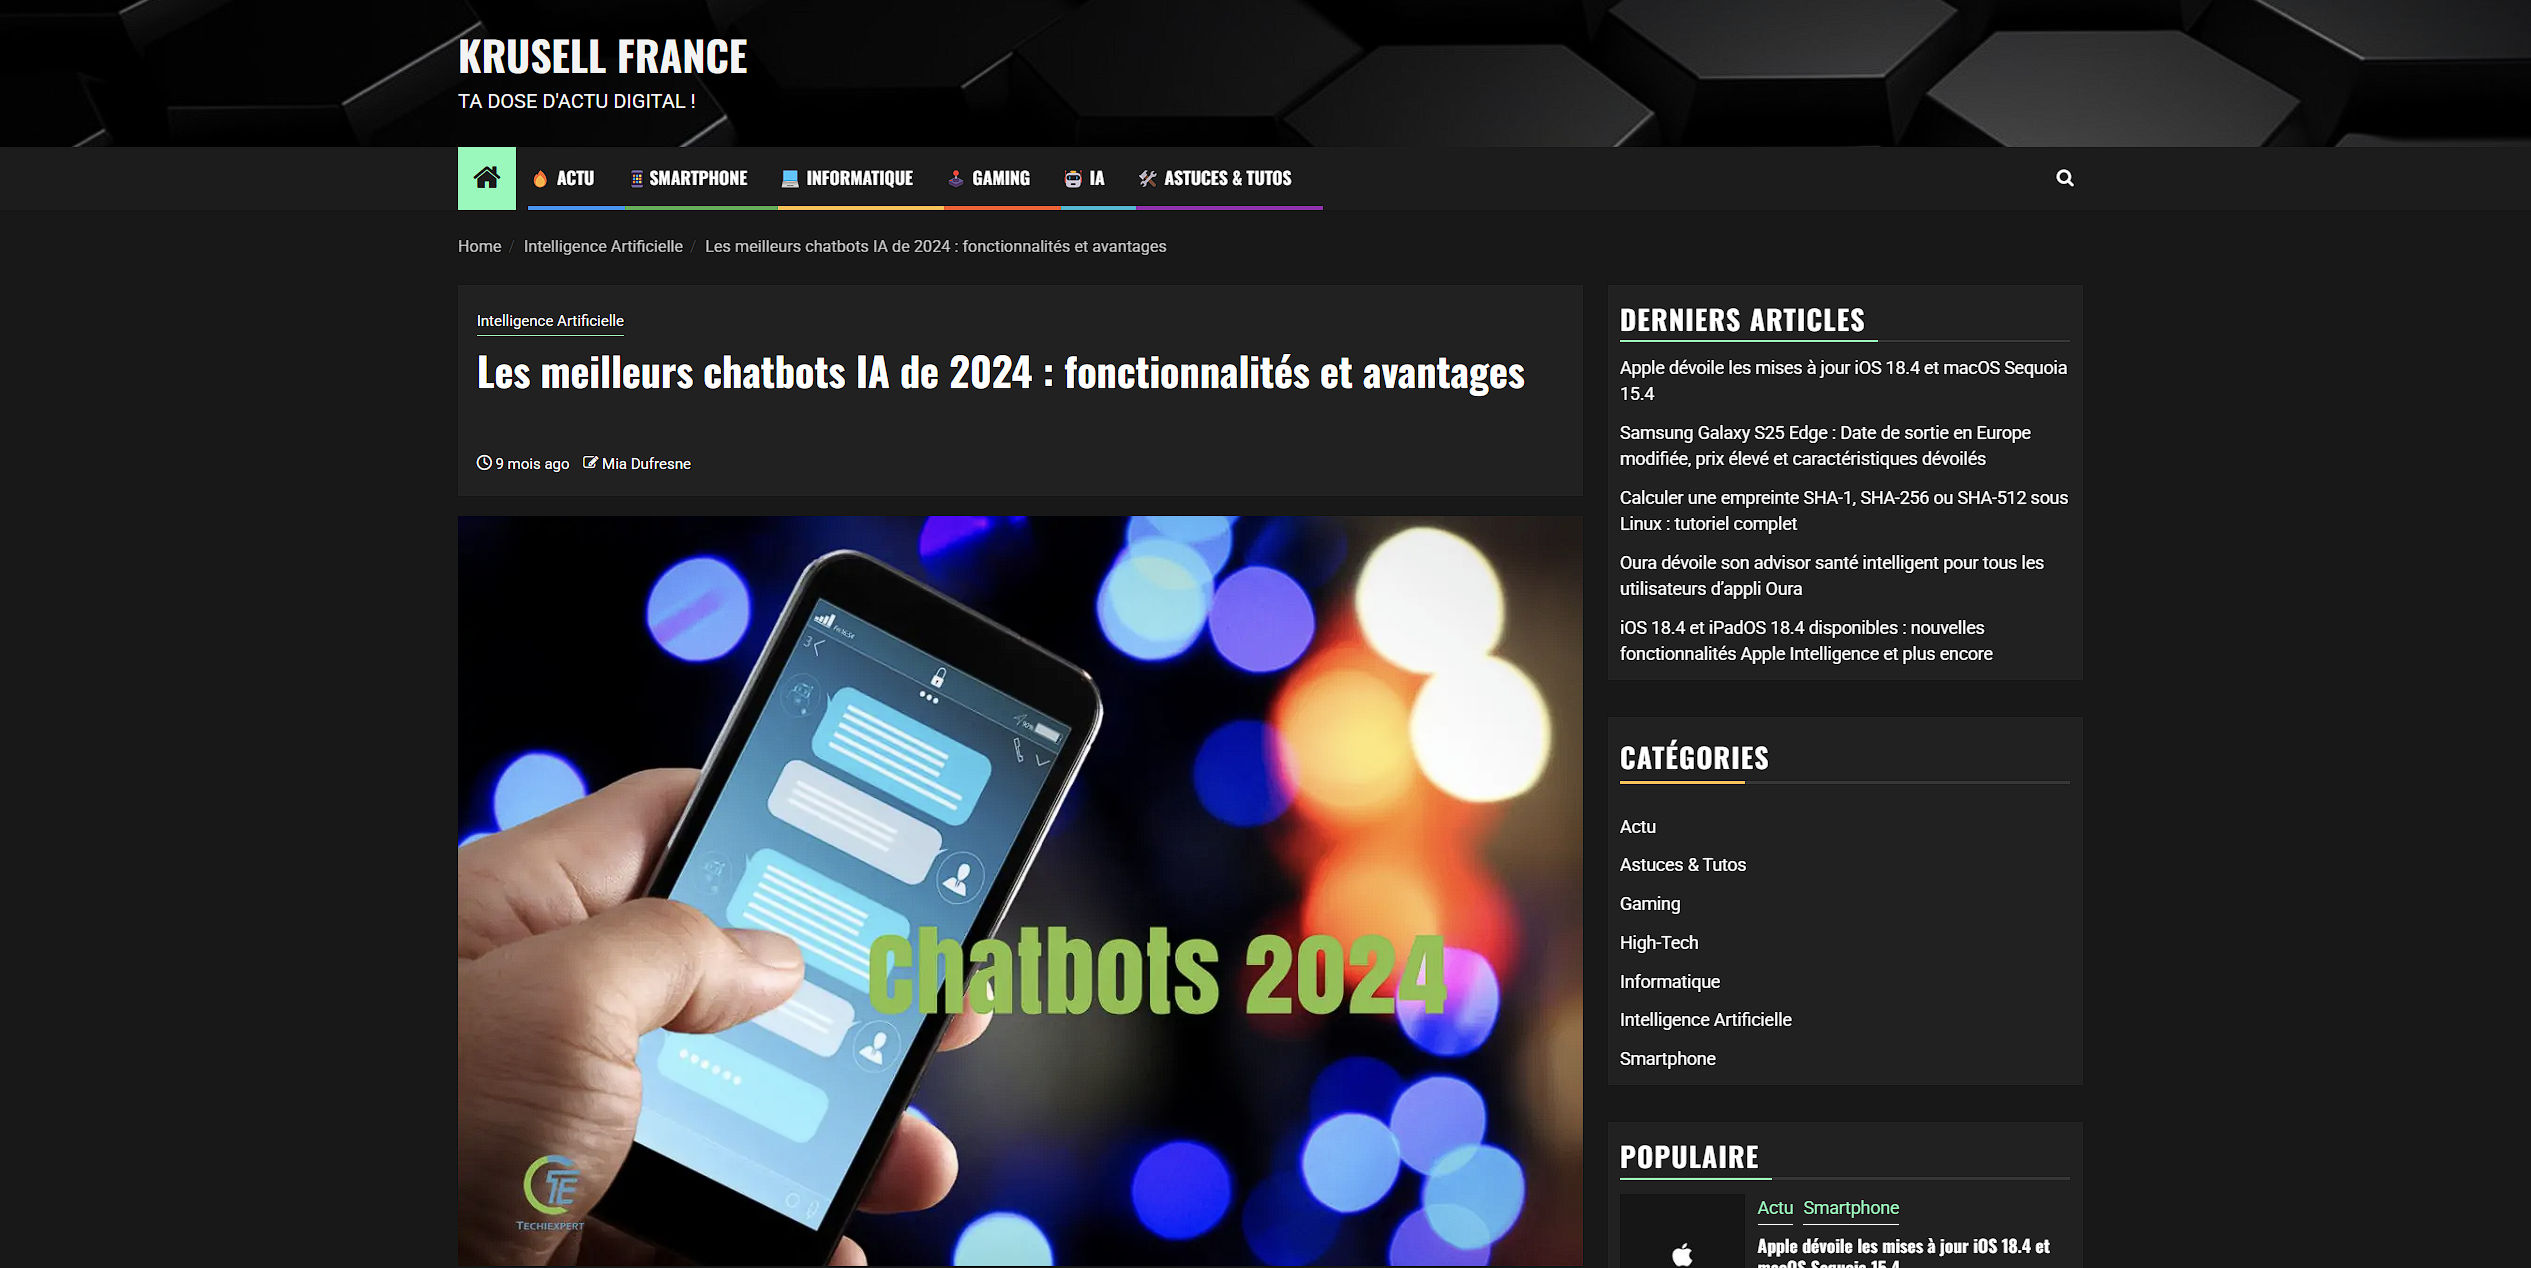 KRUSELL FRANCE
TA DOSE D'ACTU DIGITAL !
ACTU
SMARTPHONE
INFORMATIQUE
GAMING
IA
ASTUCES & TUTOS
Home / Intelligence Artificielle / Les meilleurs chatbots IA de 2024 : fonctionnalités et avantages
Intelligence Artificielle
Les meilleurs chatbots IA de 2024 : fonctionnalités et avantages
9 mois ago
Mia Dufresne
3
90%
Chatbots 2024
TE
TECHIEXPERT
DERNIERS ARTICLES
Apple dévoile les mises à jour iOS 18.4 et macOS Sequoia
15.4
Samsung Galaxy S25 Edge : Date de sortie en Europe
modifiée, prix élevé et caractéristiques dévoilés
Calculer une empreinte SHA-1, SHA-256 ou SHA-512 sous
Linux : tutoriel complet
Oura dévoile son advisor santé intelligent pour tous les
utilisateurs d’appli Oura
iOS 18.4 et iPadOS 18.4 disponibles : nouvelles
fonctionnalités Apple Intelligence et plus encore
CATÉGORIES
Actu
Astuces & Tutos
Gaming
High-Tech
Informatique
Intelligence Artificielle
Smartphone
POPULAIRE
Actu Smartphone
Apple dévoile les mises à jour iOS 18.4 et
macOS Sequoia 15.4